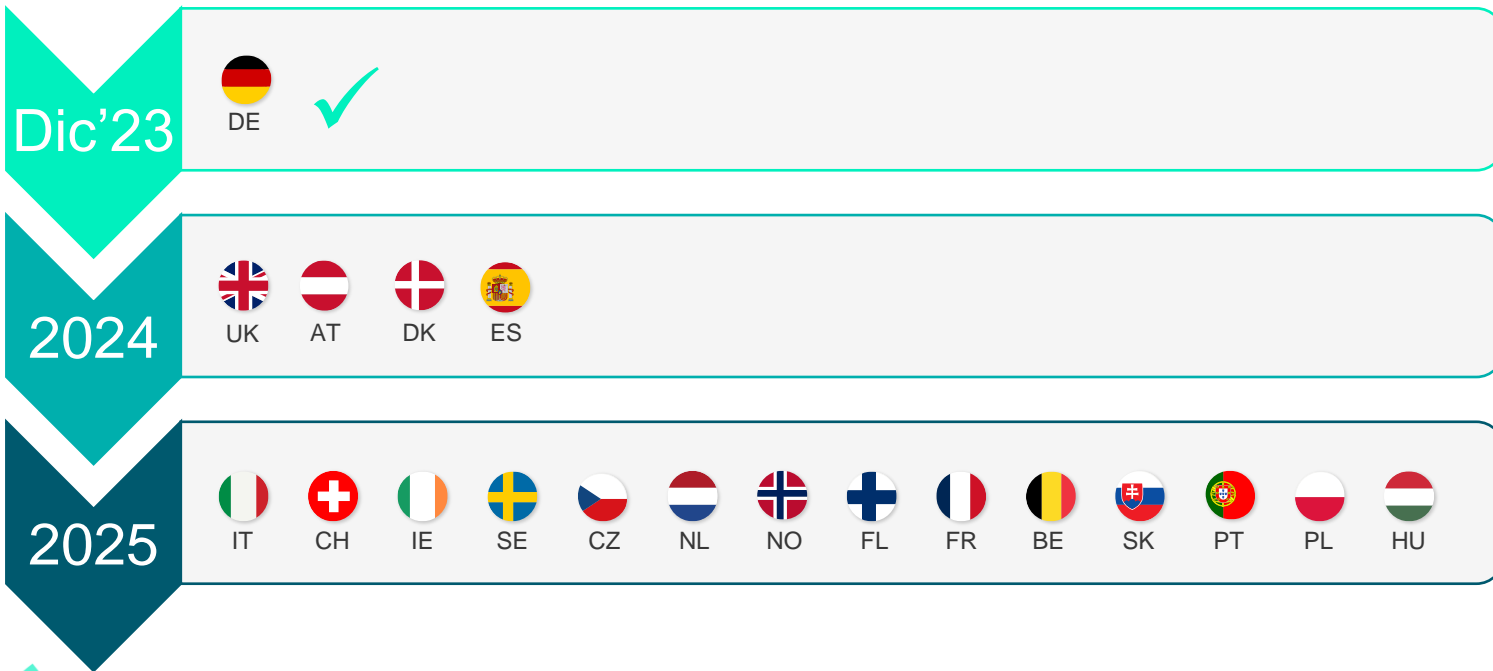 Dic’23
DE
2024
UK AT DK ES
2025
IT CH IE SE CZ NL NO FL FR BE SK PT PL HU